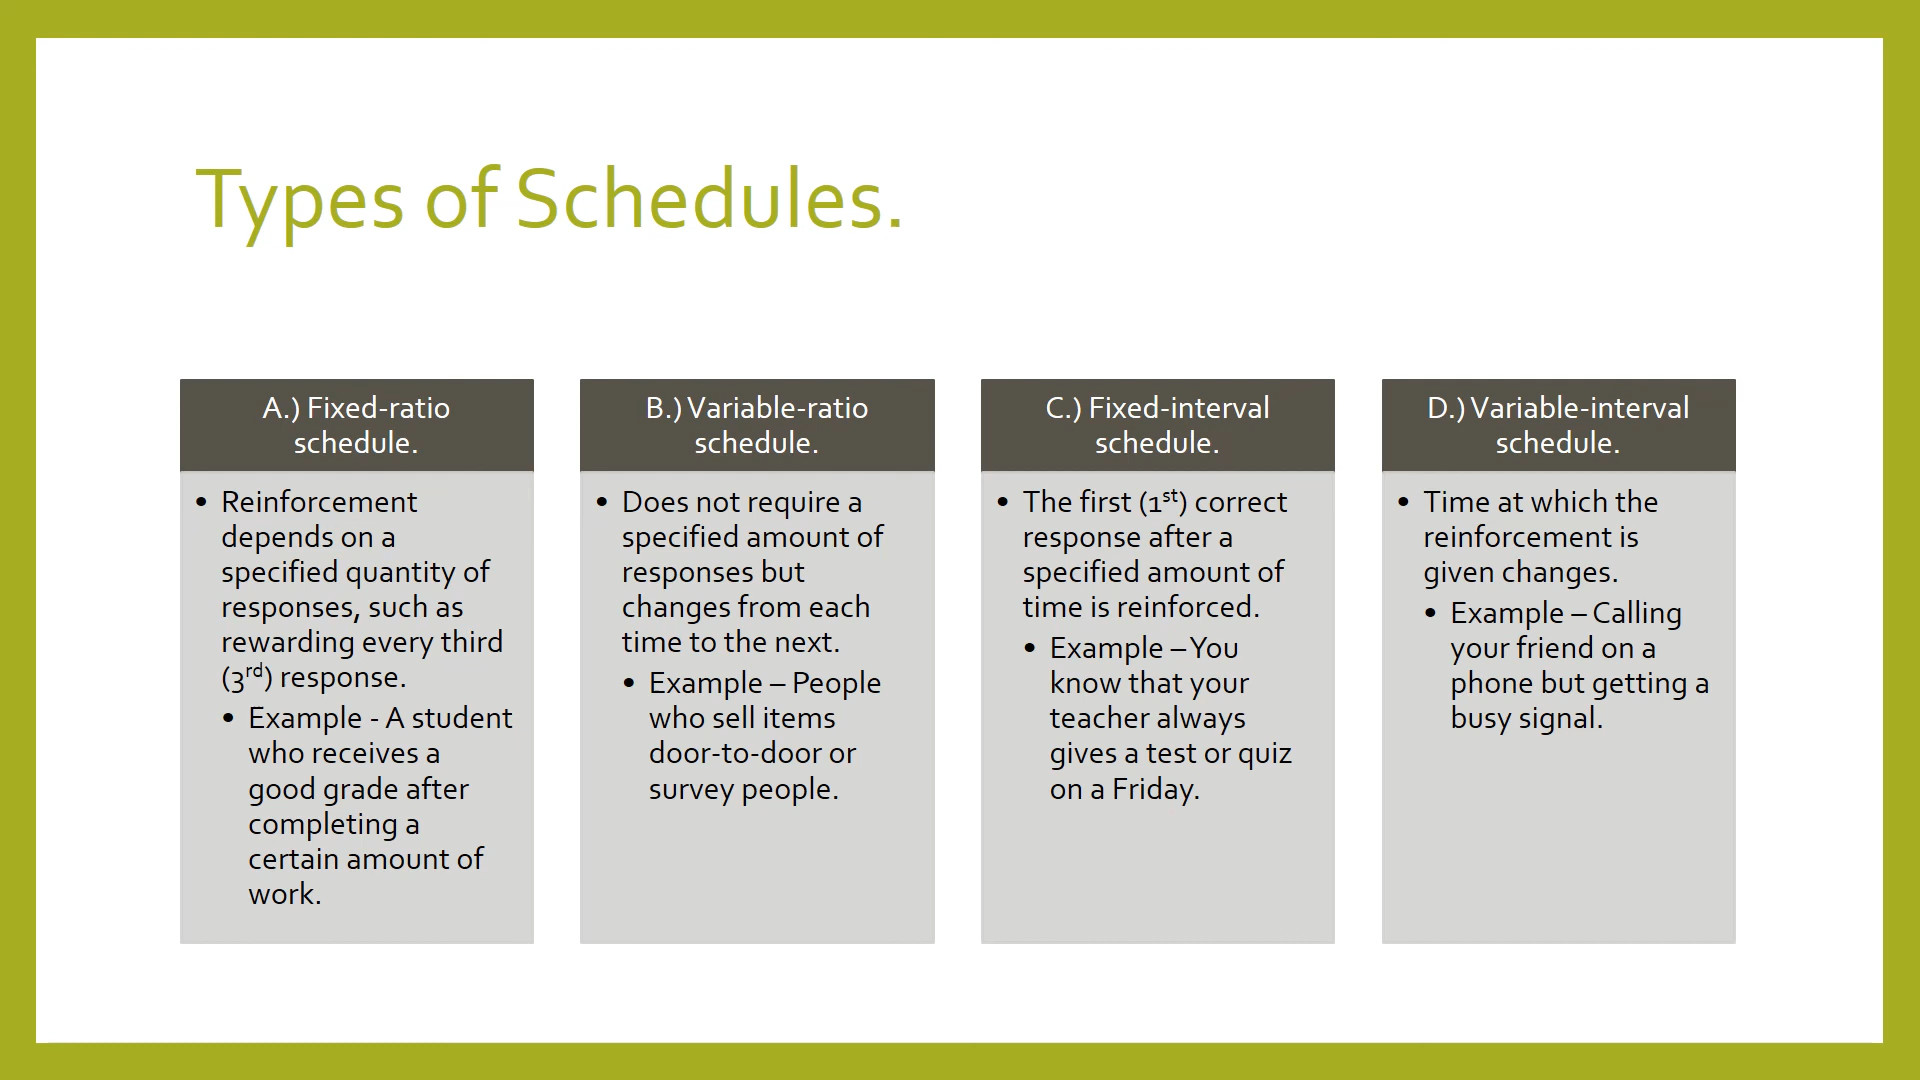 Types of Schedules.
A.) Fixed-ratio
schedule.
• Reinforcement
depends on a
specified quantity of
responses, such as
rewarding every third
(3rd) response.
• Example - A student
who receives a
good grade after
completing a
certain amount of
work.
B.) Variable-ratio
schedule.
• Does not require a
specified amount of
responses but
changes from each
time to the next.
• Example – People
who sell items
door-to-door or
survey people.
C.) Fixed-interval
schedule.
• The first (1st) correct
response after a
specified amount of
time is reinforced.
• Example – You
know that your
teacher always
gives a test or quiz
on a Friday.
D.) Variable-interval
schedule.
• Time at which the
reinforcement is
given changes.
• Example – Calling
your friend on a
phone but getting a
busy signal.